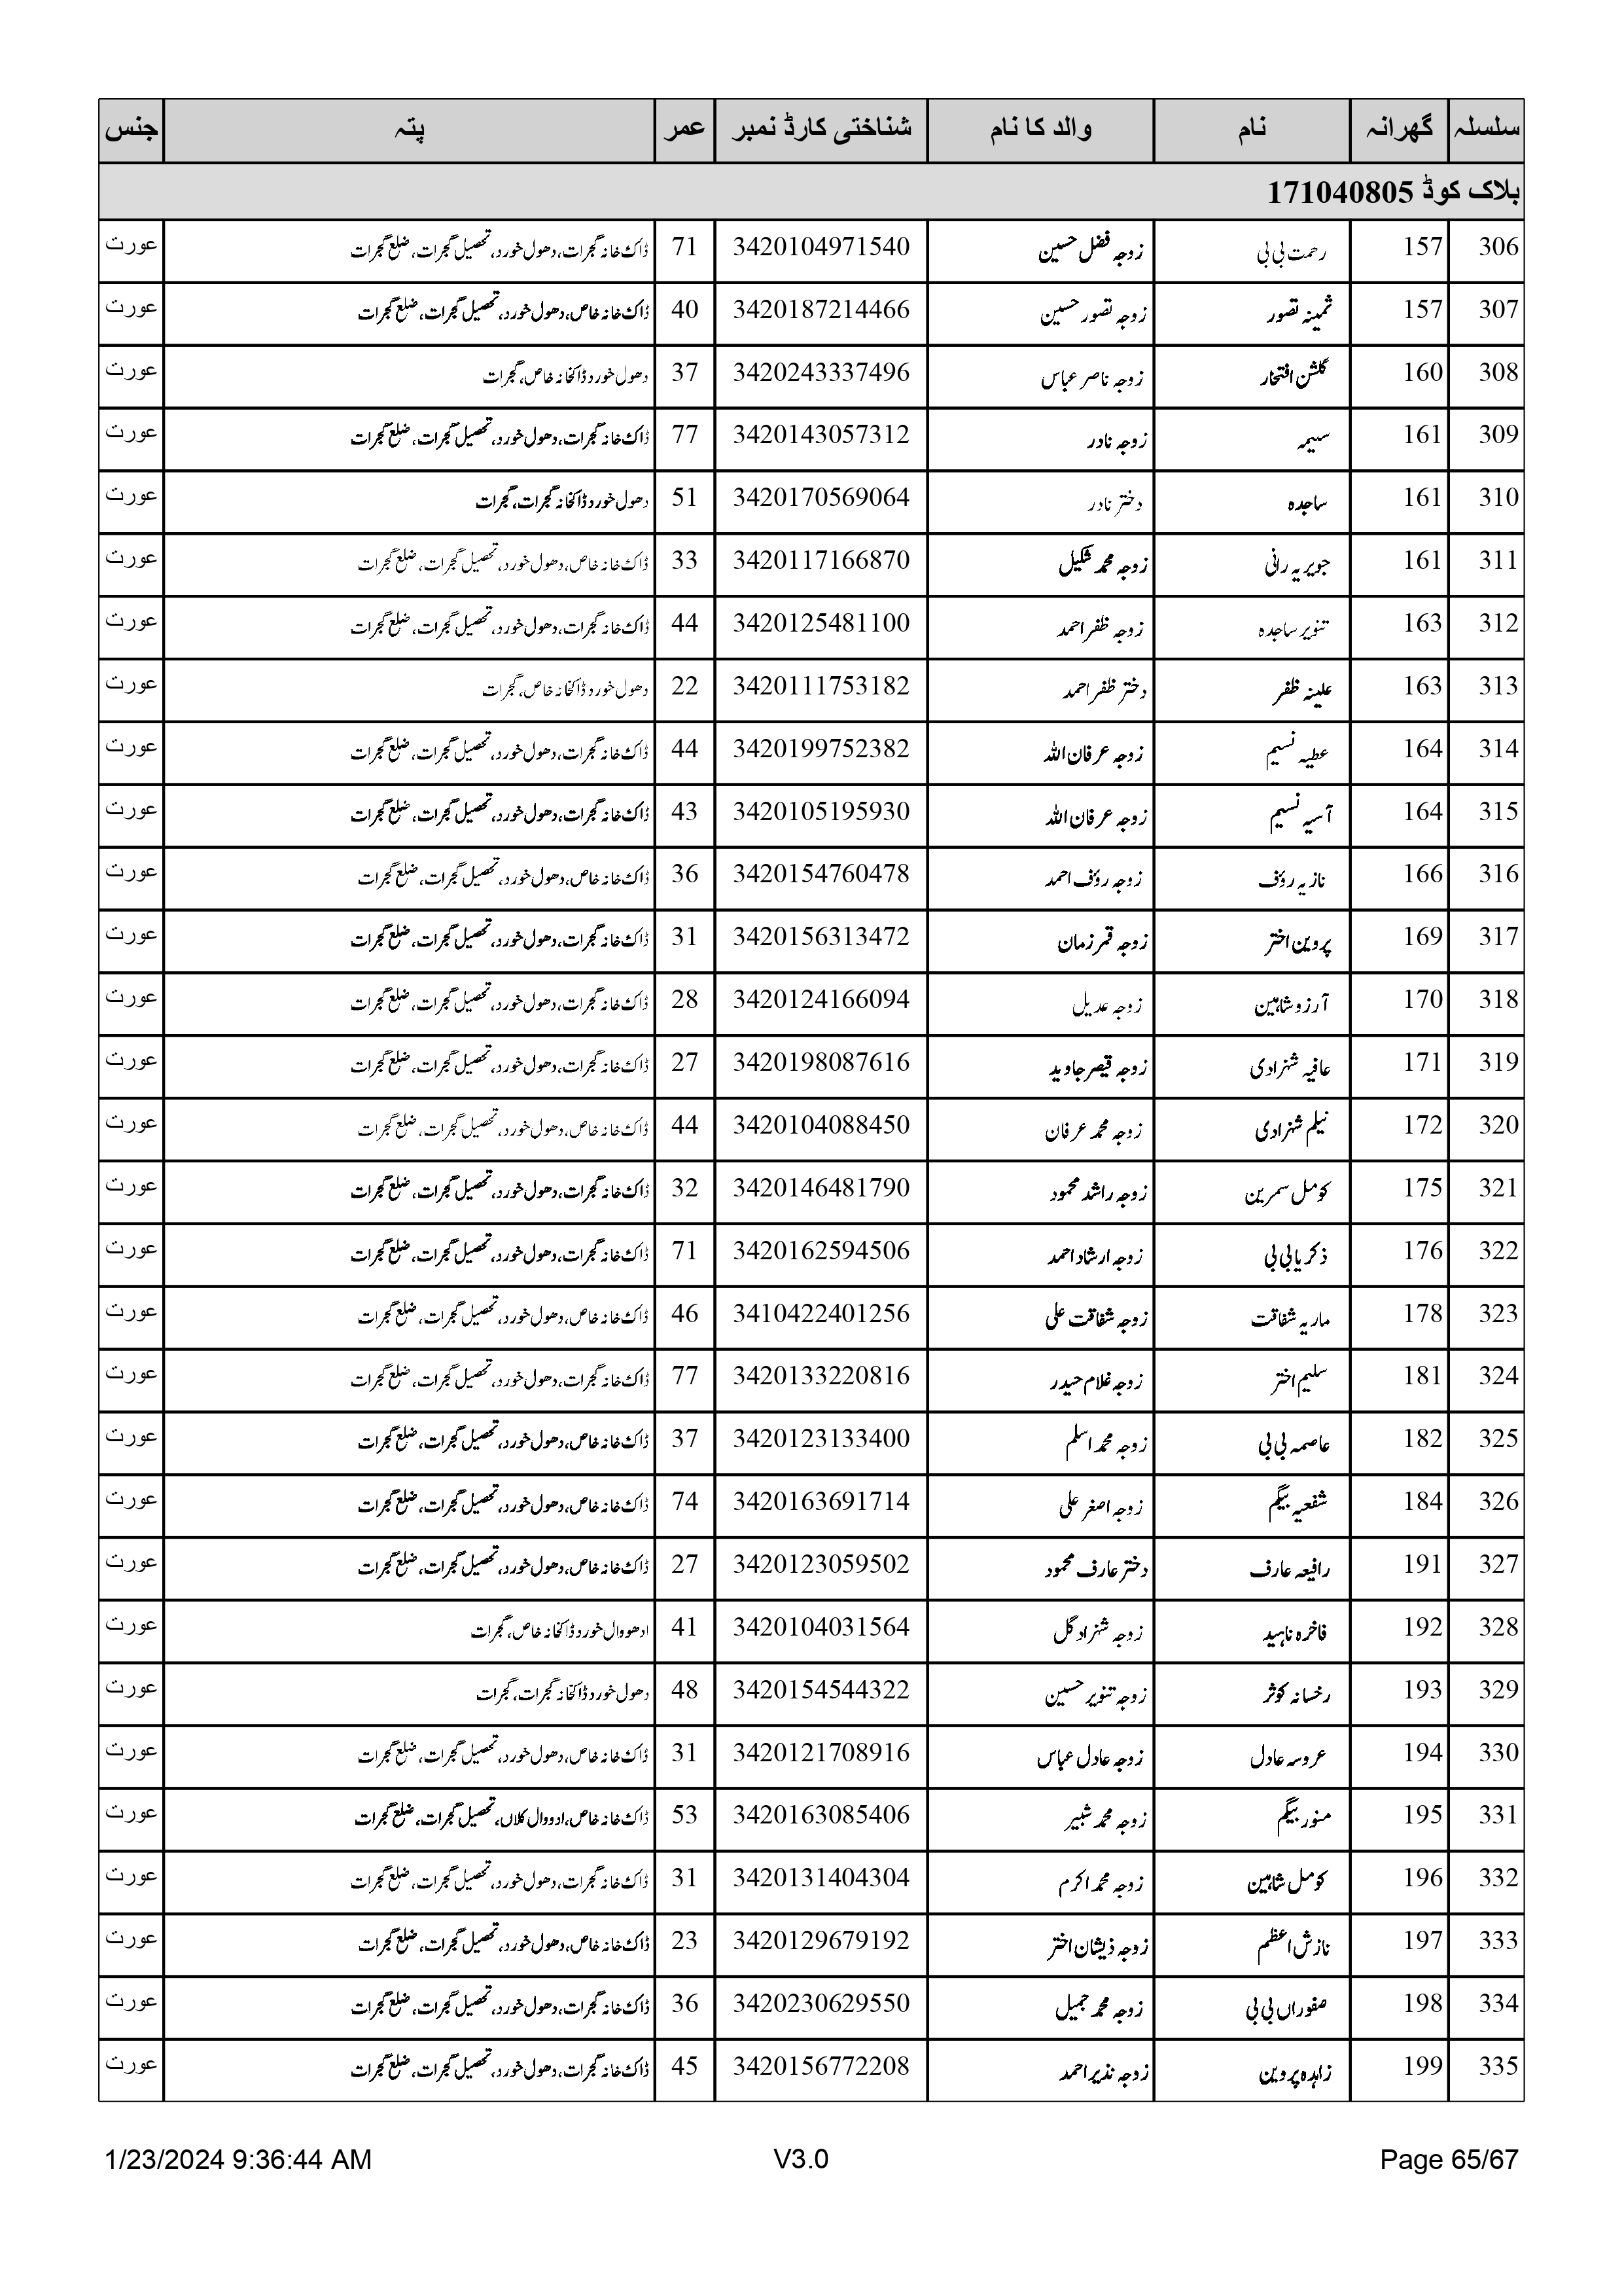 سلسلہ گھرانہ نام والد کا نام شناختی کارڈ نمبر عمر پتہ جنس
بلاک کوڈ 171040805
306 157 رحمت بی بی زوجہ فضل حسین 3420104971540 71 ڈاک خانہ گجرات، دھول خورد، تحصیل گجرات، ضلع گجرات عورت
307 157 ثمینہ تصور زوجہ تصور حسین 3420187214466 40 ڈاک خانہ خاص، دھول خورد، تحصیل گجرات، ضلع گجرات عورت
308 160 گلشن افتخار زوجہ ناصر عباس 3420243337496 37 دھول خورد ڈاکخانہ خاص، گجرات عورت
309 161 سیمہ زوجہ نادر 3420143057312 77 ڈاک خانہ گجرات، دھول خورد، تحصیل گجرات، ضلع گجرات عورت
310 161 ساجدہ دختر نادر 3420170569064 51 دھول خورد ڈاکخانہ گجرات، گجرات عورت
311 161 جویریہ رانی زوجہ محمد شکیل 3420117166870 33 ڈاک خانہ خاص، دھول خورد، تحصیل گجرات، ضلع گجرات عورت
312 163 تنویر ساجدہ زوجہ ظفر احمد 3420125481100 44 ڈاک خانہ گجرات، دھول خورد، تحصیل گجرات، ضلع گجرات عورت
313 163 علینہ ظفر دختر ظفر احمد 3420111753182 22 دھول خورد ڈاکخانہ خاص، گجرات عورت
314 164 عطیہ نسیم زوجہ عرفان اللہ 3420199752382 44 ڈاک خانہ گجرات، دھول خورد، تحصیل گجرات، ضلع گجرات عورت
315 164 آسیہ نسیم زوجہ عرفان اللہ 3420105195930 43 ڈاک خانہ گجرات، دھول خورد، تحصیل گجرات، ضلع گجرات عورت
316 166 نازیہ رؤف زوجہ رؤف احمد 3420154760478 36 ڈاک خانہ خاص، دھول خورد، تحصیل گجرات، ضلع گجرات عورت
317 169 پروین اختر زوجہ قمر زمان 3420156313472 31 ڈاک خانہ گجرات، دھول خورد، تحصیل گجرات، ضلع گجرات عورت
318 170 آرزو شاہین زوجہ عدیل 3420124166094 28 ڈاک خانہ گجرات، دھول خورد، تحصیل گجرات، ضلع گجرات عورت
319 171 عافیہ شہزادی زوجہ قیصر جاوید 3420198087616 27 ڈاک خانہ گجرات، دھول خورد، تحصیل گجرات، ضلع گجرات عورت
320 172 نیلم شہزادی زوجہ محمد عرفان 3420104088450 44 ڈاک خانہ خاص، دھول خورد، تحصیل گجرات، ضلع گجرات عورت
321 175 کومل سمرین زوجہ راشد محمود 3420146481790 32 ڈاک خانہ گجرات، دھول خورد، تحصیل گجرات، ضلع گجرات عورت
322 176 ذکریا بی بی زوجہ ارشاد احمد 3420162594506 71 ڈاک خانہ گجرات، دھول خورد، تحصیل گجرات، ضلع گجرات عورت
323 178 ماریہ شفاقت زوجہ شفاقت علی 3410422401256 46 ڈاک خانہ خاص، دھول خورد، تحصیل گجرات، ضلع گجرات عورت
324 181 سلیم اختر زوجہ غلام حیدر 3420133220816 77 ڈاک خانہ گجرات، دھول خورد، تحصیل گجرات، ضلع گجرات عورت
325 182 عاصمہ بی بی زوجہ محمد اسلم 3420123133400 37 ڈاک خانہ خاص، دھول خورد، تحصیل گجرات، ضلع گجرات عورت
326 184 شفعیہ بیگم زوجہ اصغر علی 3420163691714 74 ڈاک خانہ خاص، دھول خورد، تحصیل گجرات، ضلع گجرات عورت
327 191 رافیعہ عارف دختر عارف محمود 3420123059502 27 ڈاک خانہ خاص، دھول خورد، تحصیل گجرات، ضلع گجرات عورت
328 192 فاخرہ ناہید زوجہ شہزاد گل 3420104031564 41 ادھووال خورد ڈاکخانہ خاص، گجرات عورت
329 193 رخسانہ کوثر زوجہ تنویر حسین 3420154544322 48 دھول خورد ڈاکخانہ گجرات، گجرات عورت
330 194 عروسہ عادل زوجہ عادل عباس 3420121708916 31 ڈاک خانہ خاص، دھول خورد، تحصیل گجرات، ضلع گجرات عورت
331 195 منور بیگم زوجہ محمد شبیر 3420163085406 53 ڈاک خانہ خاص، ادووال کلاں، تحصیل گجرات، ضلع گجرات عورت
332 196 کومل شاہین زوجہ محمد اکرم 3420131404304 31 ڈاک خانہ گجرات، دھول خورد، تحصیل گجرات، ضلع گجرات عورت
333 197 نازش اعظم زوجہ ذیشان اختر 3420129679192 23 ڈاک خانہ خاص، دھول خورد، تحصیل گجرات، ضلع گجرات عورت
334 198 صفوراں بی بی زوجہ محمد جمیل 3420230629550 36 ڈاک خانہ گجرات، دھول خورد، تحصیل گجرات، ضلع گجرات عورت
335 199 زاہدہ پروین زوجہ نذیر احمد 3420156772208 45 ڈاک خانہ گجرات، دھول خورد، تحصیل گجرات، ضلع گجرات عورت
1/23/2024 9:36:44 AM V3.0 Page 65/67